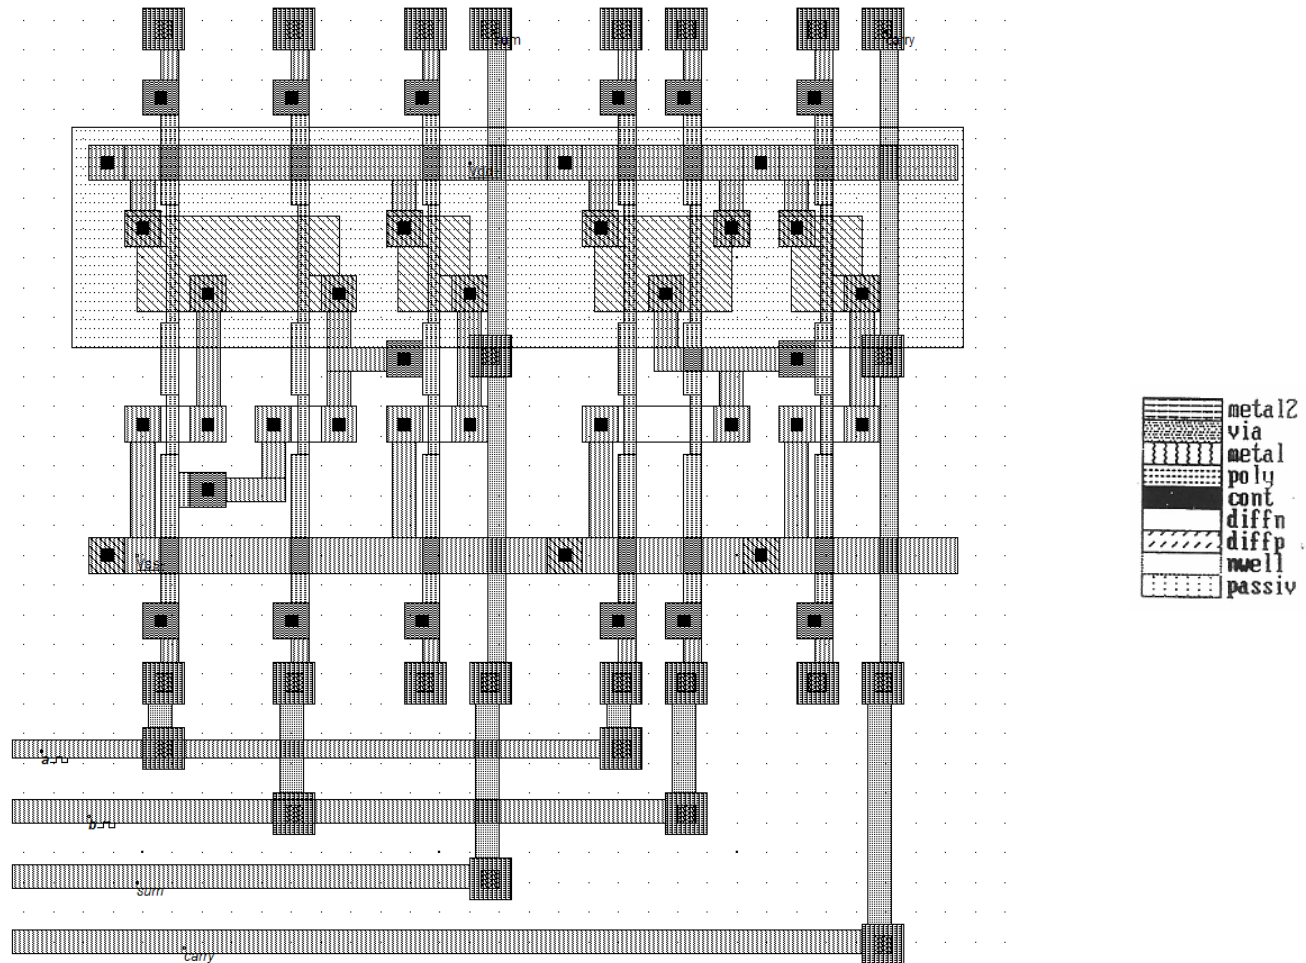 sum
carry
Vdd
metal2
via
metal
poly
cont
diffn
diffp
nwell
passiv
Vss
a
b
sum
carry